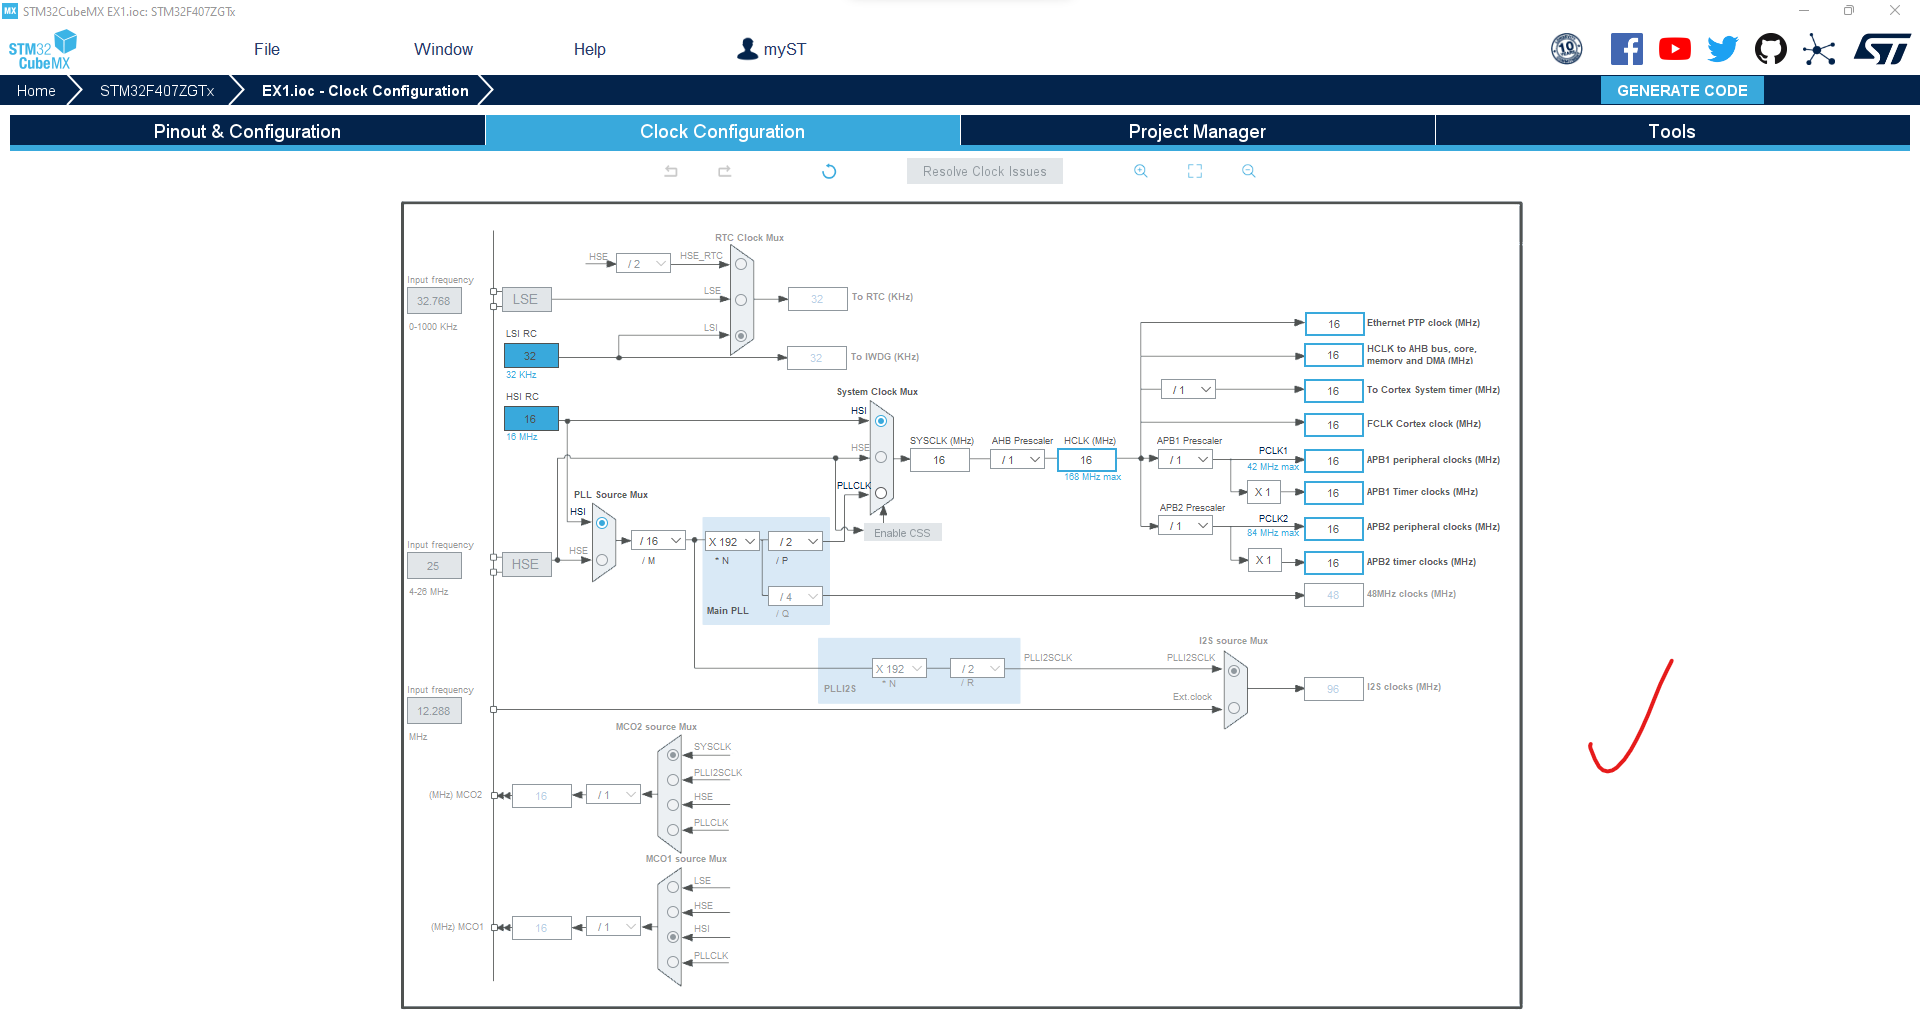 MX STM32CubeMX EX1.ioc: STM32F407ZGTx
STM32
CubeMX
File
Window
Help
myST
10
ST
Home
STM32F407ZGTx
EX1.ioc - Clock Configuration
GENERATE CODE
Pinout & Configuration
Clock Configuration
Project Manager
Tools
Resolve Clock Issues
RTC Clock Mux
HSE
/ 2
HSE_RTC
Input frequency
32.768
0-1000 KHz
LSE
LSE
32
To RTC (KHz)
LSI RC
32
32 KHz
LSI
32
To IWDG (KHz)
HSI RC
16
16 MHz
System Clock Mux
HSI
HSE
PLLCLK
Enable CSS
SYSCLK (MHz)
16
AHB Prescaler
/ 1
HCLK (MHz)
16
168 MHz max
16
Ethernet PTP clock (MHz)
16
HCLK to AHB bus, core,
memory and DMA (MHz)
/ 1
16
To Cortex System timer (MHz)
16
FCLK Cortex clock (MHz)
APB1 Prescaler
/ 1
PCLK1
42 MHz max
16
APB1 peripheral clocks (MHz)
X 1
16
APB1 Timer clocks (MHz)
APB2 Prescaler
/ 1
PCLK2
84 MHz max
16
APB2 peripheral clocks (MHz)
X 1
16
APB2 timer clocks (MHz)
48
48MHz clocks (MHz)
PLL Source Mux
HSI
HSE
Input frequency
25
4-26 MHz
HSE
/ 16
/ M
X 192
* N
/ 2
/ P
/ 4
/ Q
Main PLL
X 192
* N
/ 2
/ R
PLLI2S
PLLI2SCLK
I2S source Mux
PLLI2SCLK
Ext.clock
96
I2S clocks (MHz)
Input frequency
12.288
MHz
MCO2 source Mux
SYSCLK
PLLI2SCLK
HSE
PLLCLK
(MHz) MCO2
16
/ 1
MCO1 source Mux
LSE
HSE
HSI
PLLCLK
(MHz) MCO1
16
/ 1